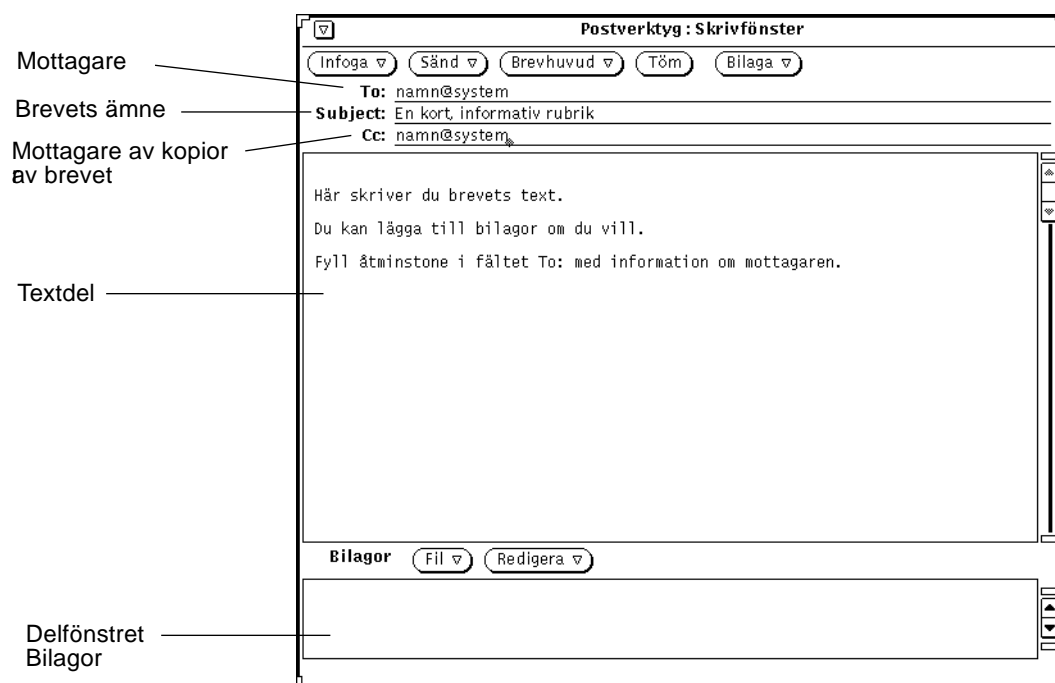 Postverktyg : Skrivfönster
Infoga Sänd Brevhuvud Töm Bilaga
Mottagare
To: namn@system
Brevets ämne
Subject: En kort, informativ rubrik
Cc: namn@system
Mottagare av kopior
av brevet
Här skriver du brevets text.
Du kan lägga till bilagor om du vill.
Fyll åtminstone i fältet To: med information om mottagaren.
Textdel
Bilagor Fil Redigera
Delfönstret
Bilagor